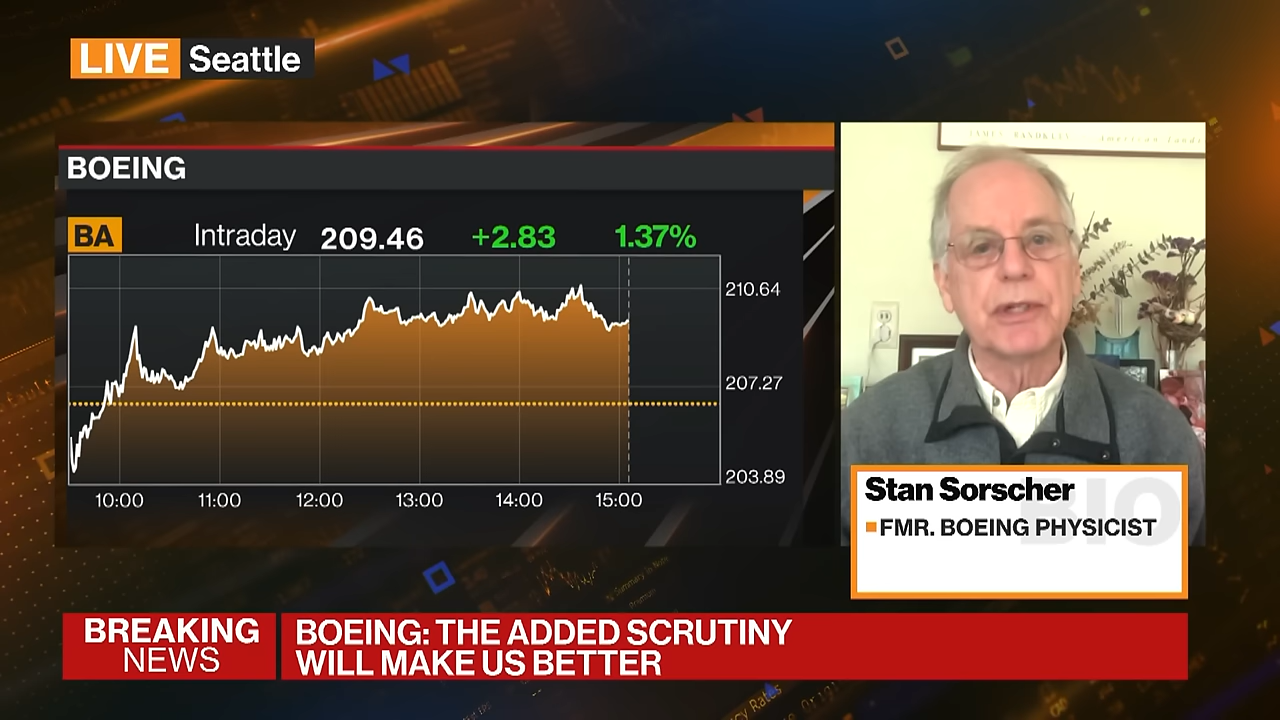 LIVE Seattle
BOEING
BA Intraday 209.46 +2.83 1.37%
210.64
207.27
203.89
10:00 11:00 12:00 13:00 14:00 15:00
Stan Sorscher
BIO
FMR. BOEING PHYSICIST
BREAKING
NEWS
BOEING: THE ADDED SCRUTINY
WILL MAKE US BETTER